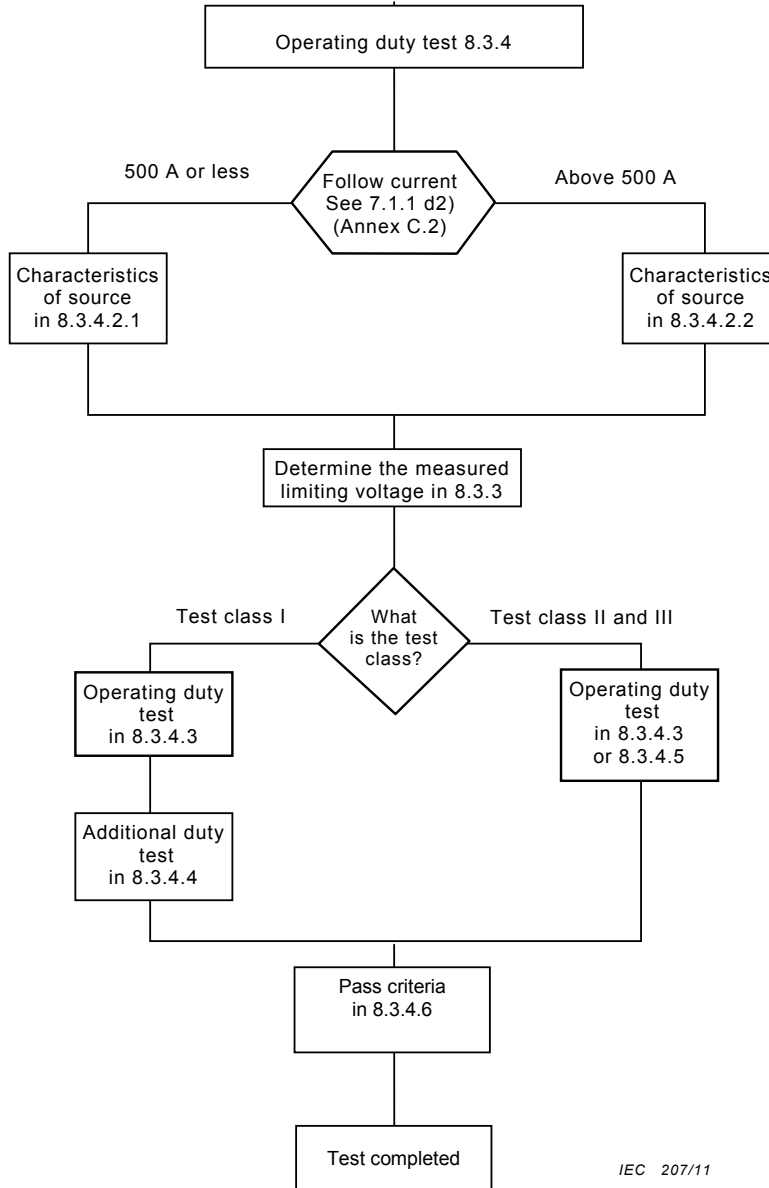 Operating duty test 8.3.4
500 A or less
Follow current
See 7.1.1 d2)
(Annex C.2)
Above 500 A
Characteristics
of source
in 8.3.4.2.1
Characteristics
of source
in 8.3.4.2.2
Determine the measured
limiting voltage in 8.3.3
Test class I
What
is the test
class?
Test class II and III
Operating duty
test
in 8.3.4.3
Operating duty
test
in 8.3.4.3
or 8.3.4.5
Additional duty
test
in 8.3.4.4
Pass criteria
in 8.3.4.6
Test completed
IEC 207/11